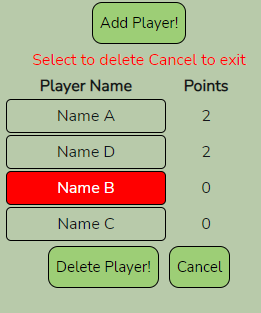 Add Player!
Select to delete Cancel to exit
Player Name Points
Name A 2
Name D 2
Name B 0
Name C 0
Delete Player! Cancel